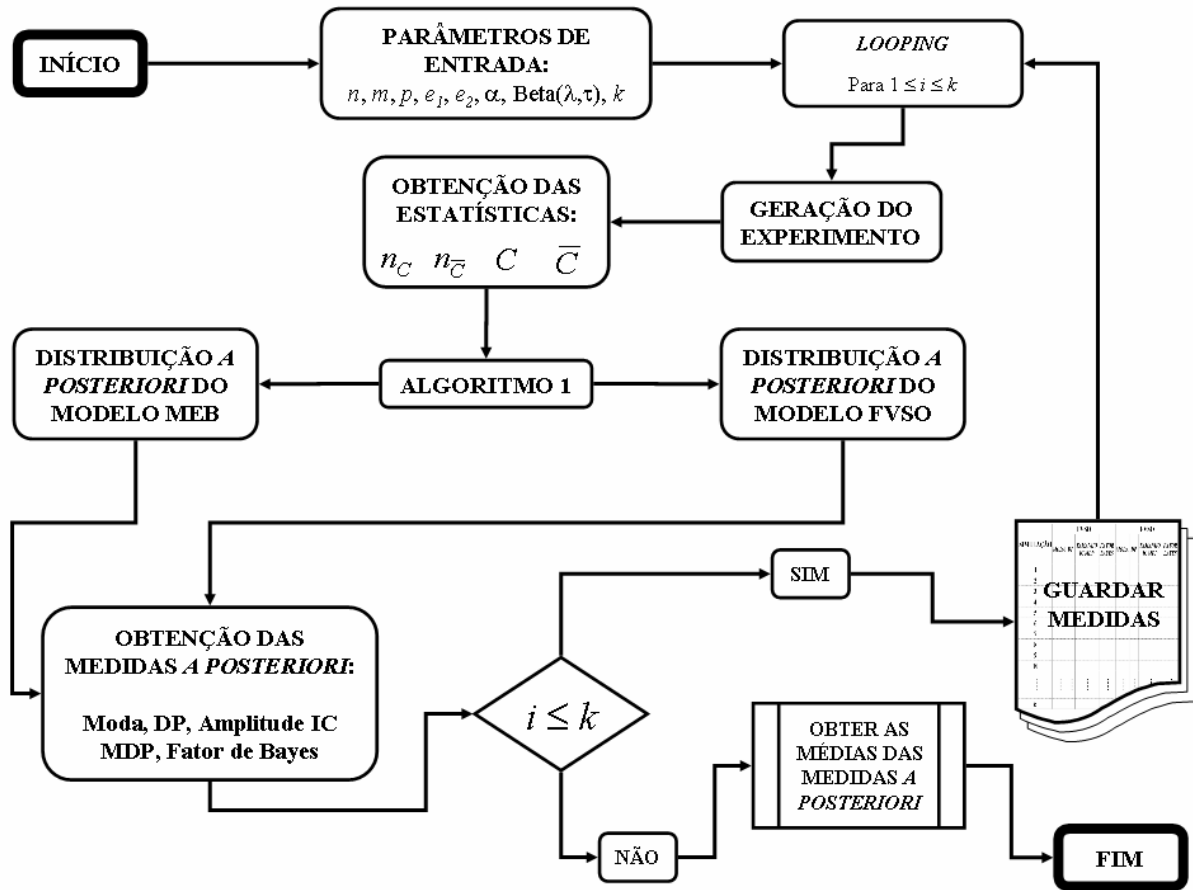 INÍCIO
PARÂMETROS DE
ENTRADA:
n, m, p, e₁, e₂, α, Beta(λ,τ), k
LOOPING
Para 1 ≤ i ≤ k
OBTENÇÃO DAS
ESTATÍSTICAS:
n_C n_C̅ C C̅
GERAÇÃO DO
EXPERIMENTO
DISTRIBUIÇÃO A
POSTERIORI DO
MODELO MEB
ALGORITMO 1
DISTRIBUIÇÃO A
POSTERIORI DO
MODELO FVSO
SIM
GUARDAR
MEDIDAS
OBTENÇÃO DAS
MEDIDAS A POSTERIORI:
Moda, DP, Amplitude IC
MDP, Fator de Bayes
i ≤ k
OBTER AS
MÉDIAS DAS
MEDIDAS A
POSTERIORI
NÃO
FIM